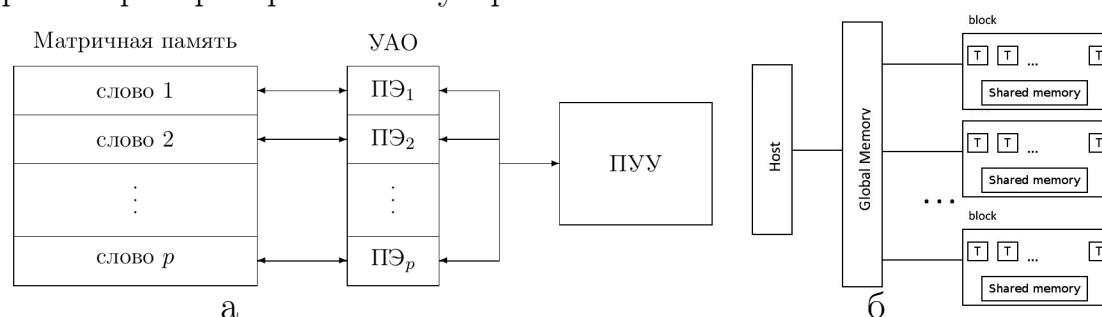 Матричная память
УАО
слово 1
слово 2
слово p
ПЭ1
ПЭ2
ПЭp
ПУУ
а
Host
Global Memory
block
T T ... T
Shared memory
T T ... T
Shared memory
...
block
T T ... T
Shared memory
б